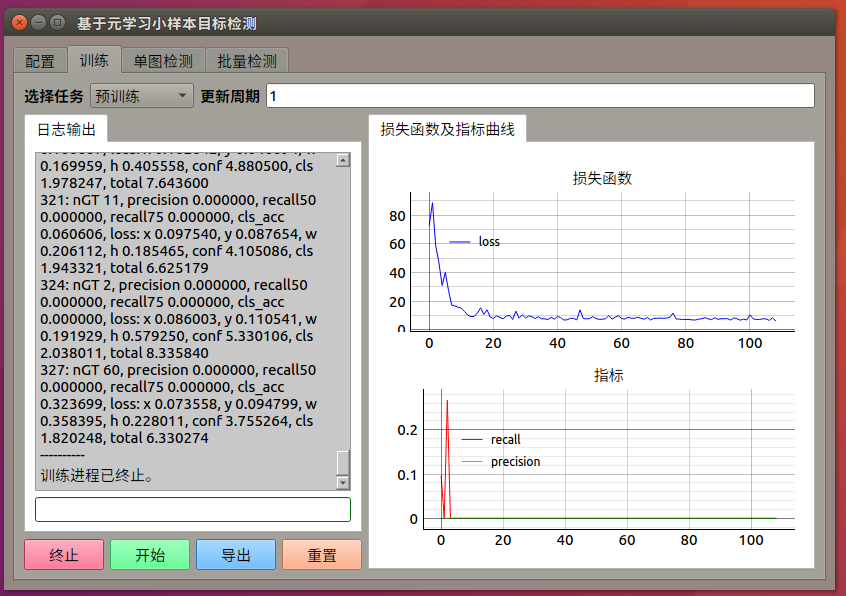 基于元学习小样本目标检测
配置 训练 单图检测 批量检测
选择任务 预训练 更新周期 1
日志输出
0.169959, h 0.405558, conf 4.880500, cls
1.978247, total 7.643600
321: nGT 11, precision 0.000000, recall50
0.000000, recall75 0.000000, cls_acc
0.060606, loss: x 0.097540, y 0.087654, w
0.206112, h 0.185465, conf 4.105086, cls
1.943321, total 6.625179
324: nGT 2, precision 0.000000, recall50
0.000000, recall75 0.000000, cls_acc
0.000000, loss: x 0.086003, y 0.110541, w
0.191929, h 0.579250, conf 5.330106, cls
2.038011, total 8.335840
327: nGT 60, precision 0.000000, recall50
0.000000, recall75 0.000000, cls_acc
0.323699, loss: x 0.073558, y 0.094799, w
0.358395, h 0.228011, conf 3.755264, cls
1.820248, total 6.330274
----------
训练进程已终止。
终止 开始 导出 重置
损失函数及指标曲线
损失函数
80
60
40
20
0
loss
0 20 40 60 80 100
指标
0.2
0.1
0
recall
precision
0 20 40 60 80 100